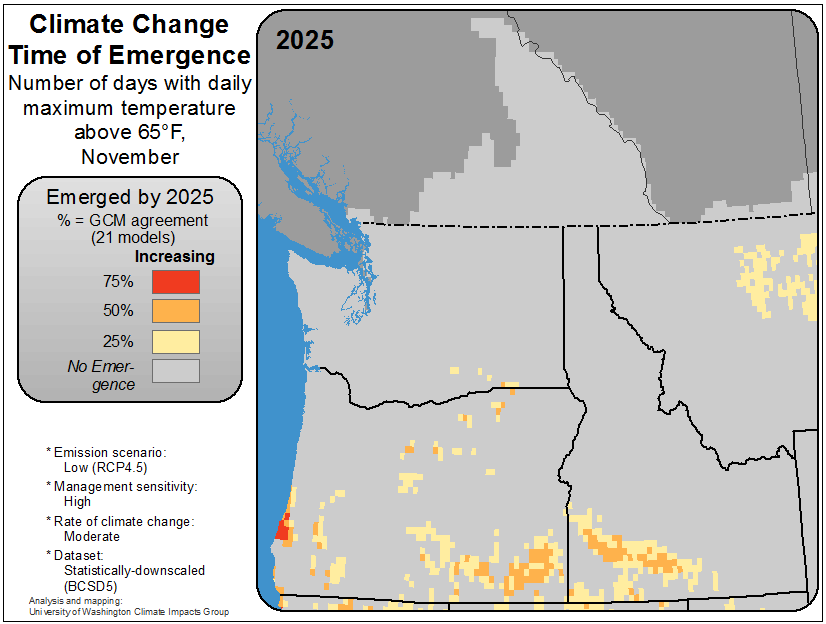 Climate Change
Time of Emergence
Number of days with daily
maximum temperature
above 65°F,
November
2025
Emerged by 2025
% = GCM agreement
(21 models)
Increasing
75%
50%
25%
No Emer-
gence
* Emission scenario:
Low (RCP4.5)
* Management sensitivity:
High
* Rate of climate change:
Moderate
* Dataset:
Statistically-downscaled
(BCSD5)
Analysis and mapping:
University of Washington Climate Impacts Group